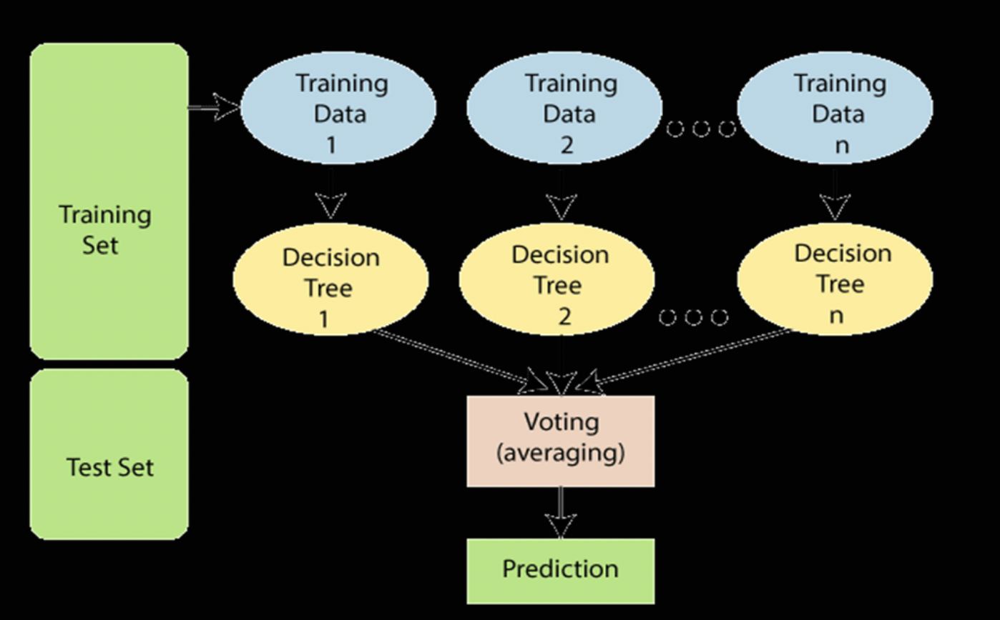 Training
Set
Training
Data
1
Training
Data
2
Training
Data
n
Decision
Tree
1
Decision
Tree
2
Decision
Tree
n
Test Set
Voting
(averaging)
Prediction